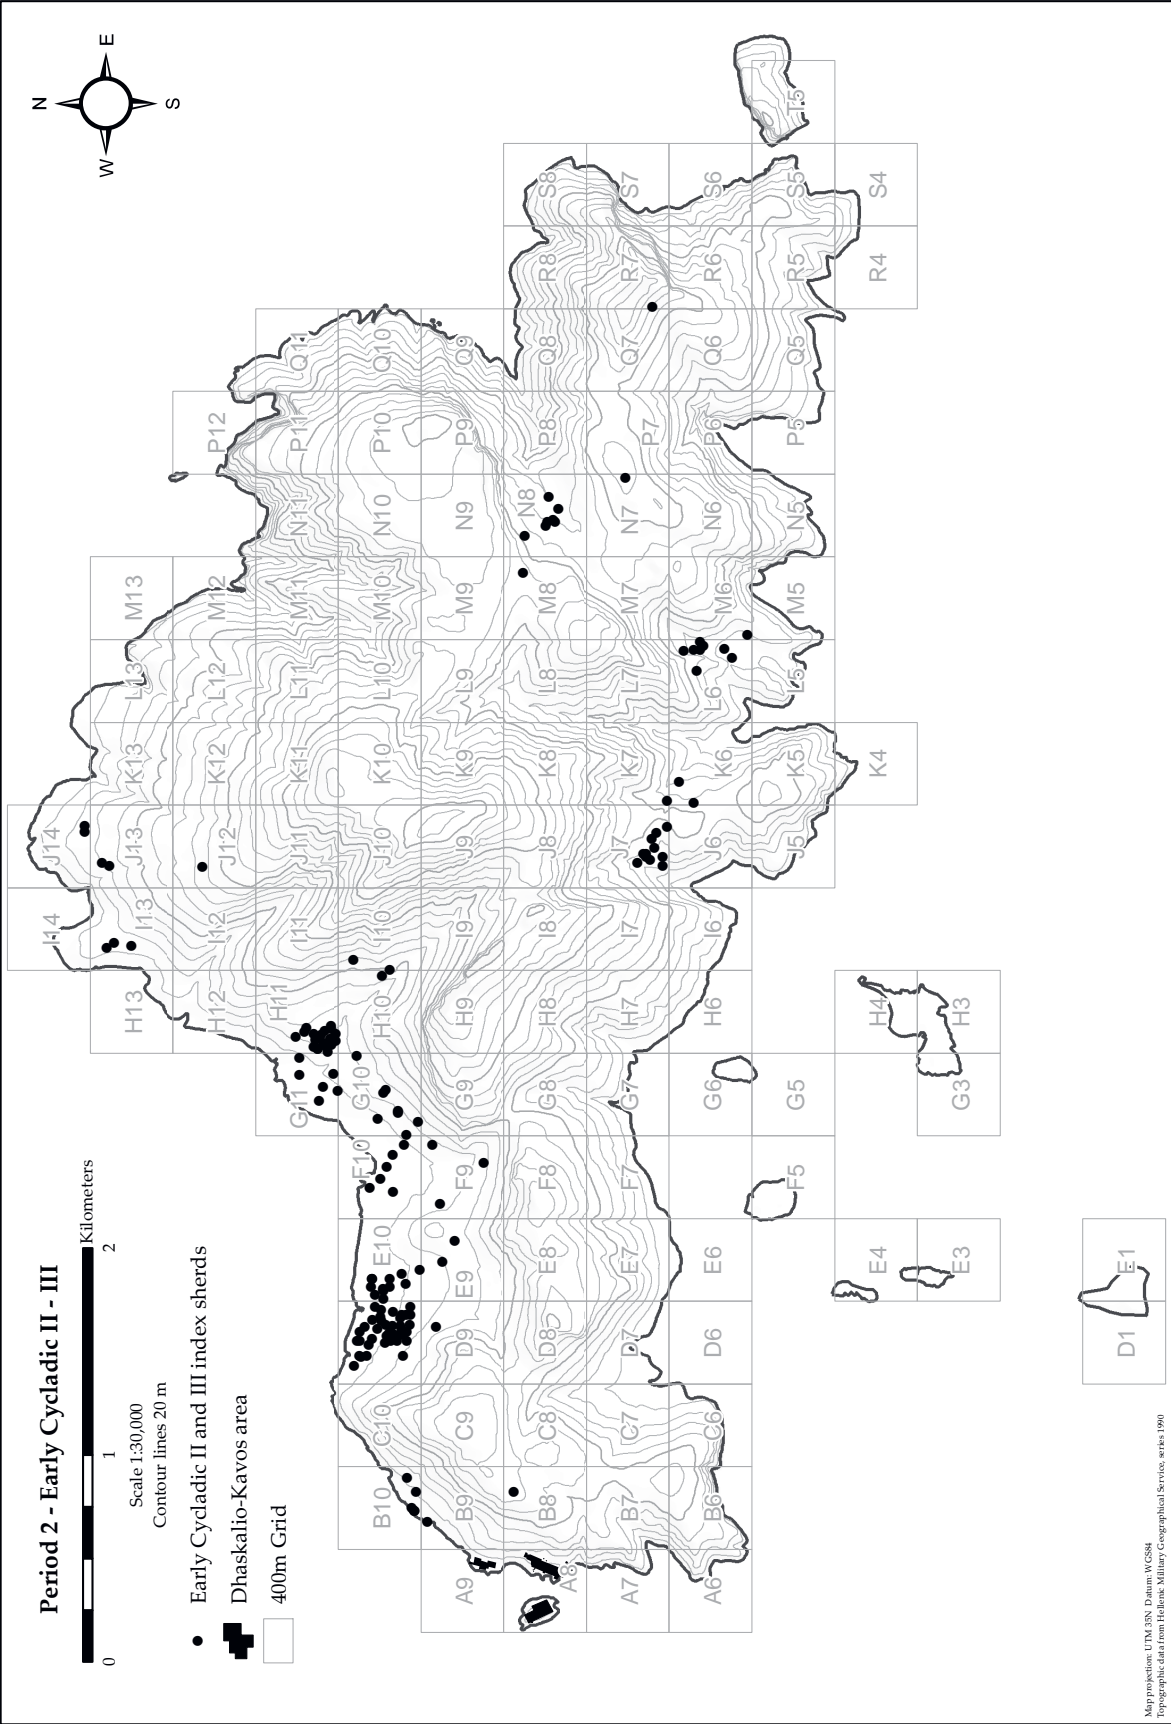 Period 2 - Early Cycladic II - III
0
1
2
Kilometers
Scale 1:30,000
Contour lines 20 m
Early Cycladic II and III index sherds
Dhaskalio-Kavos area
400m Grid
N
E
S
W
I14
J14
H13
I13
J13
K13
L13
M13
H12
I12
J12
K12
L12
M12
P12
G11
H11
I11
J11
K11
L11
M11
N11
P11
Q11
B10
C10
E10
F10
G10
H10
I10
J10
K10
L10
M10
N10
P10
Q10
A9
B9
C9
D9
E9
F9
G9
H9
I9
J9
K9
L9
M9
N9
P9
Q9
A8
B8
C8
D8
E8
F8
G8
H8
I8
J8
K8
L8
M8
N8
P8
Q8
R8
S8
A7
B7
C7
D7
E7
F7
G7
H7
I7
J7
K7
L7
M7
N7
P7
Q7
R7
S7
A6
B6
C6
D6
E6
G6
H6
I6
J6
K6
L6
M6
N6
P6
Q6
R6
S6
F5
G5
J5
K5
L5
M5
N5
P5
Q5
R5
S5
T5
E4
H4
K4
R4
S4
E3
G3
H3
D1
E1
Map projection: UTM 35N Datum: WGS84
Topographic data from Hellenic Military Geographical Service, series 1990